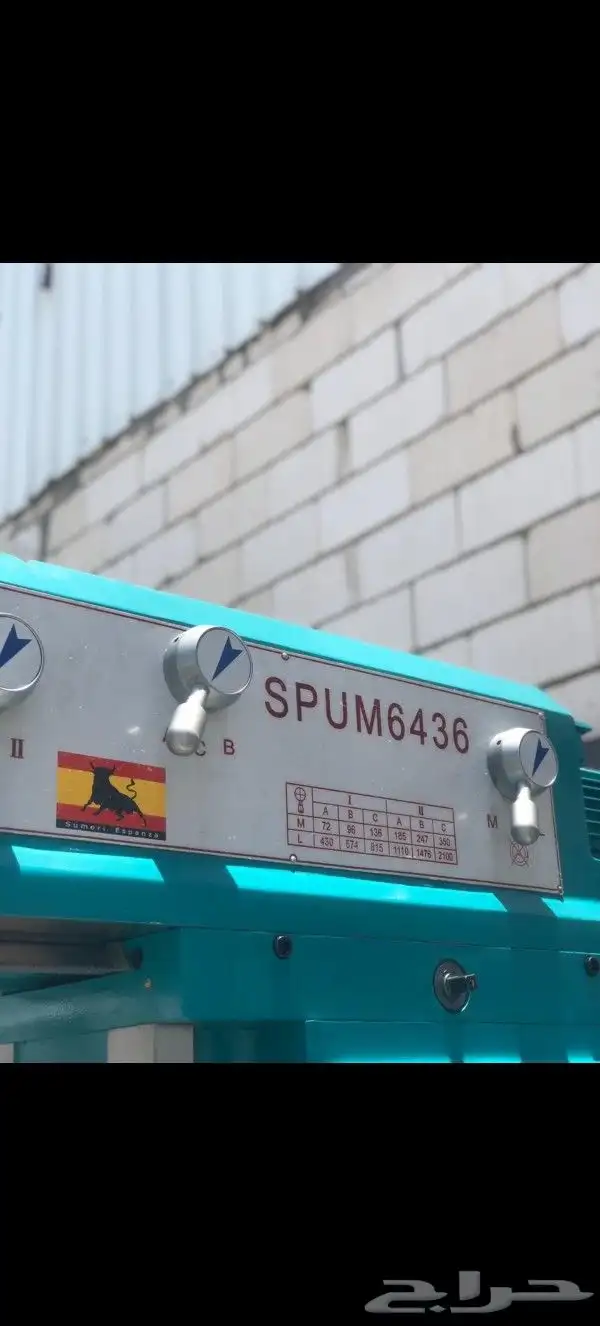 SPUM6436
II
C B
Sumori. Espanza
M
I II
A B C A B C
M 72 96 136 185 247 350
L 430 574 815 1110 1476 2100
حراج